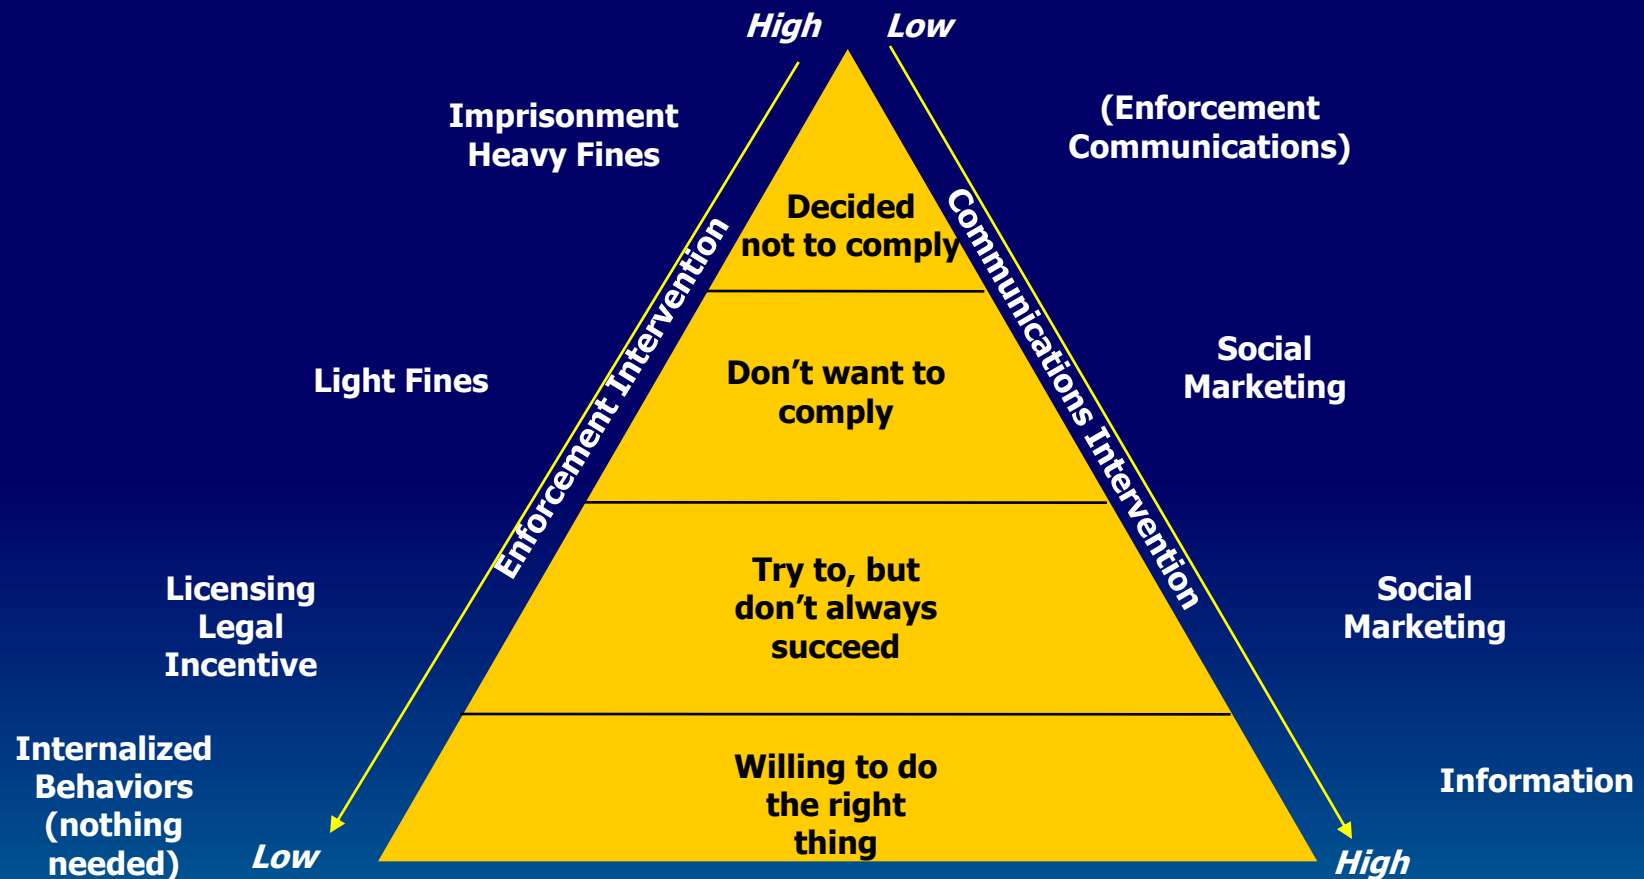 High
Low
Imprisonment
Heavy Fines
(Enforcement
Communications)
Decided
not to comply
Enforcement Intervention
Communications Intervention
Light Fines
Don’t want to
comply
Social
Marketing
Licensing
Legal
Incentive
Try to, but
don’t always
succeed
Social
Marketing
Internalized
Behaviors
(nothing
needed)
Willing to do
the right
thing
Information
Low
High